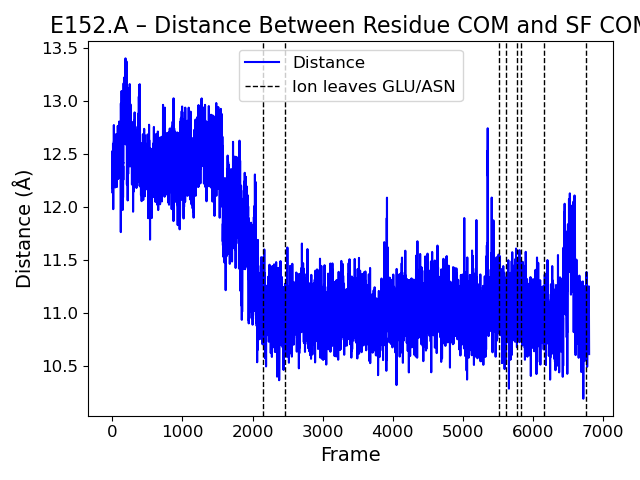 E152.A – Distance Between Residue COM and SF COM
Distance
Ion leaves GLU/ASN
Distance (Å)
13.5
13.0
12.5
12.0
11.5
11.0
10.5
0 1000 2000 3000 4000 5000 6000 7000
Frame